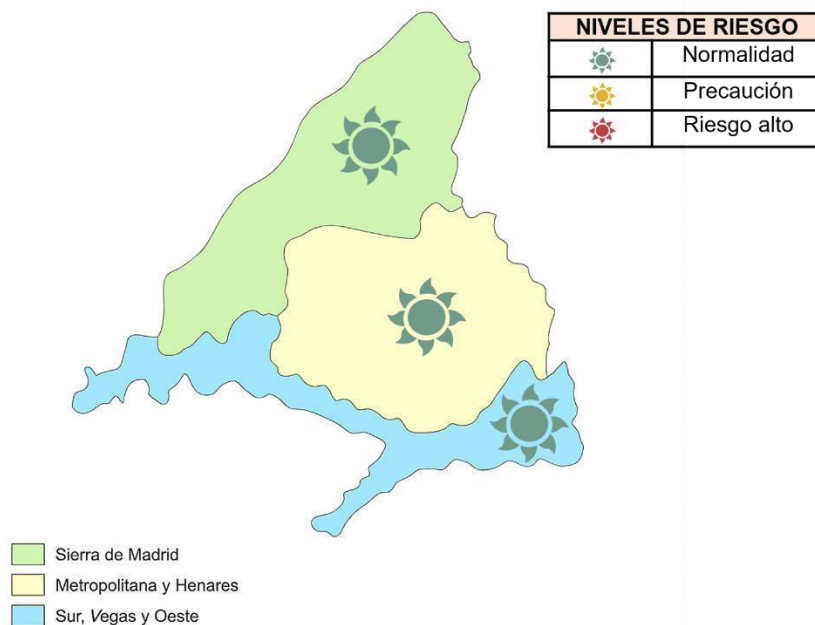 NIVELES DE RIESGO
Normalidad
Precaución
Riesgo alto
Sierra de Madrid
Metropolitana y Henares
Sur, Vegas y Oeste